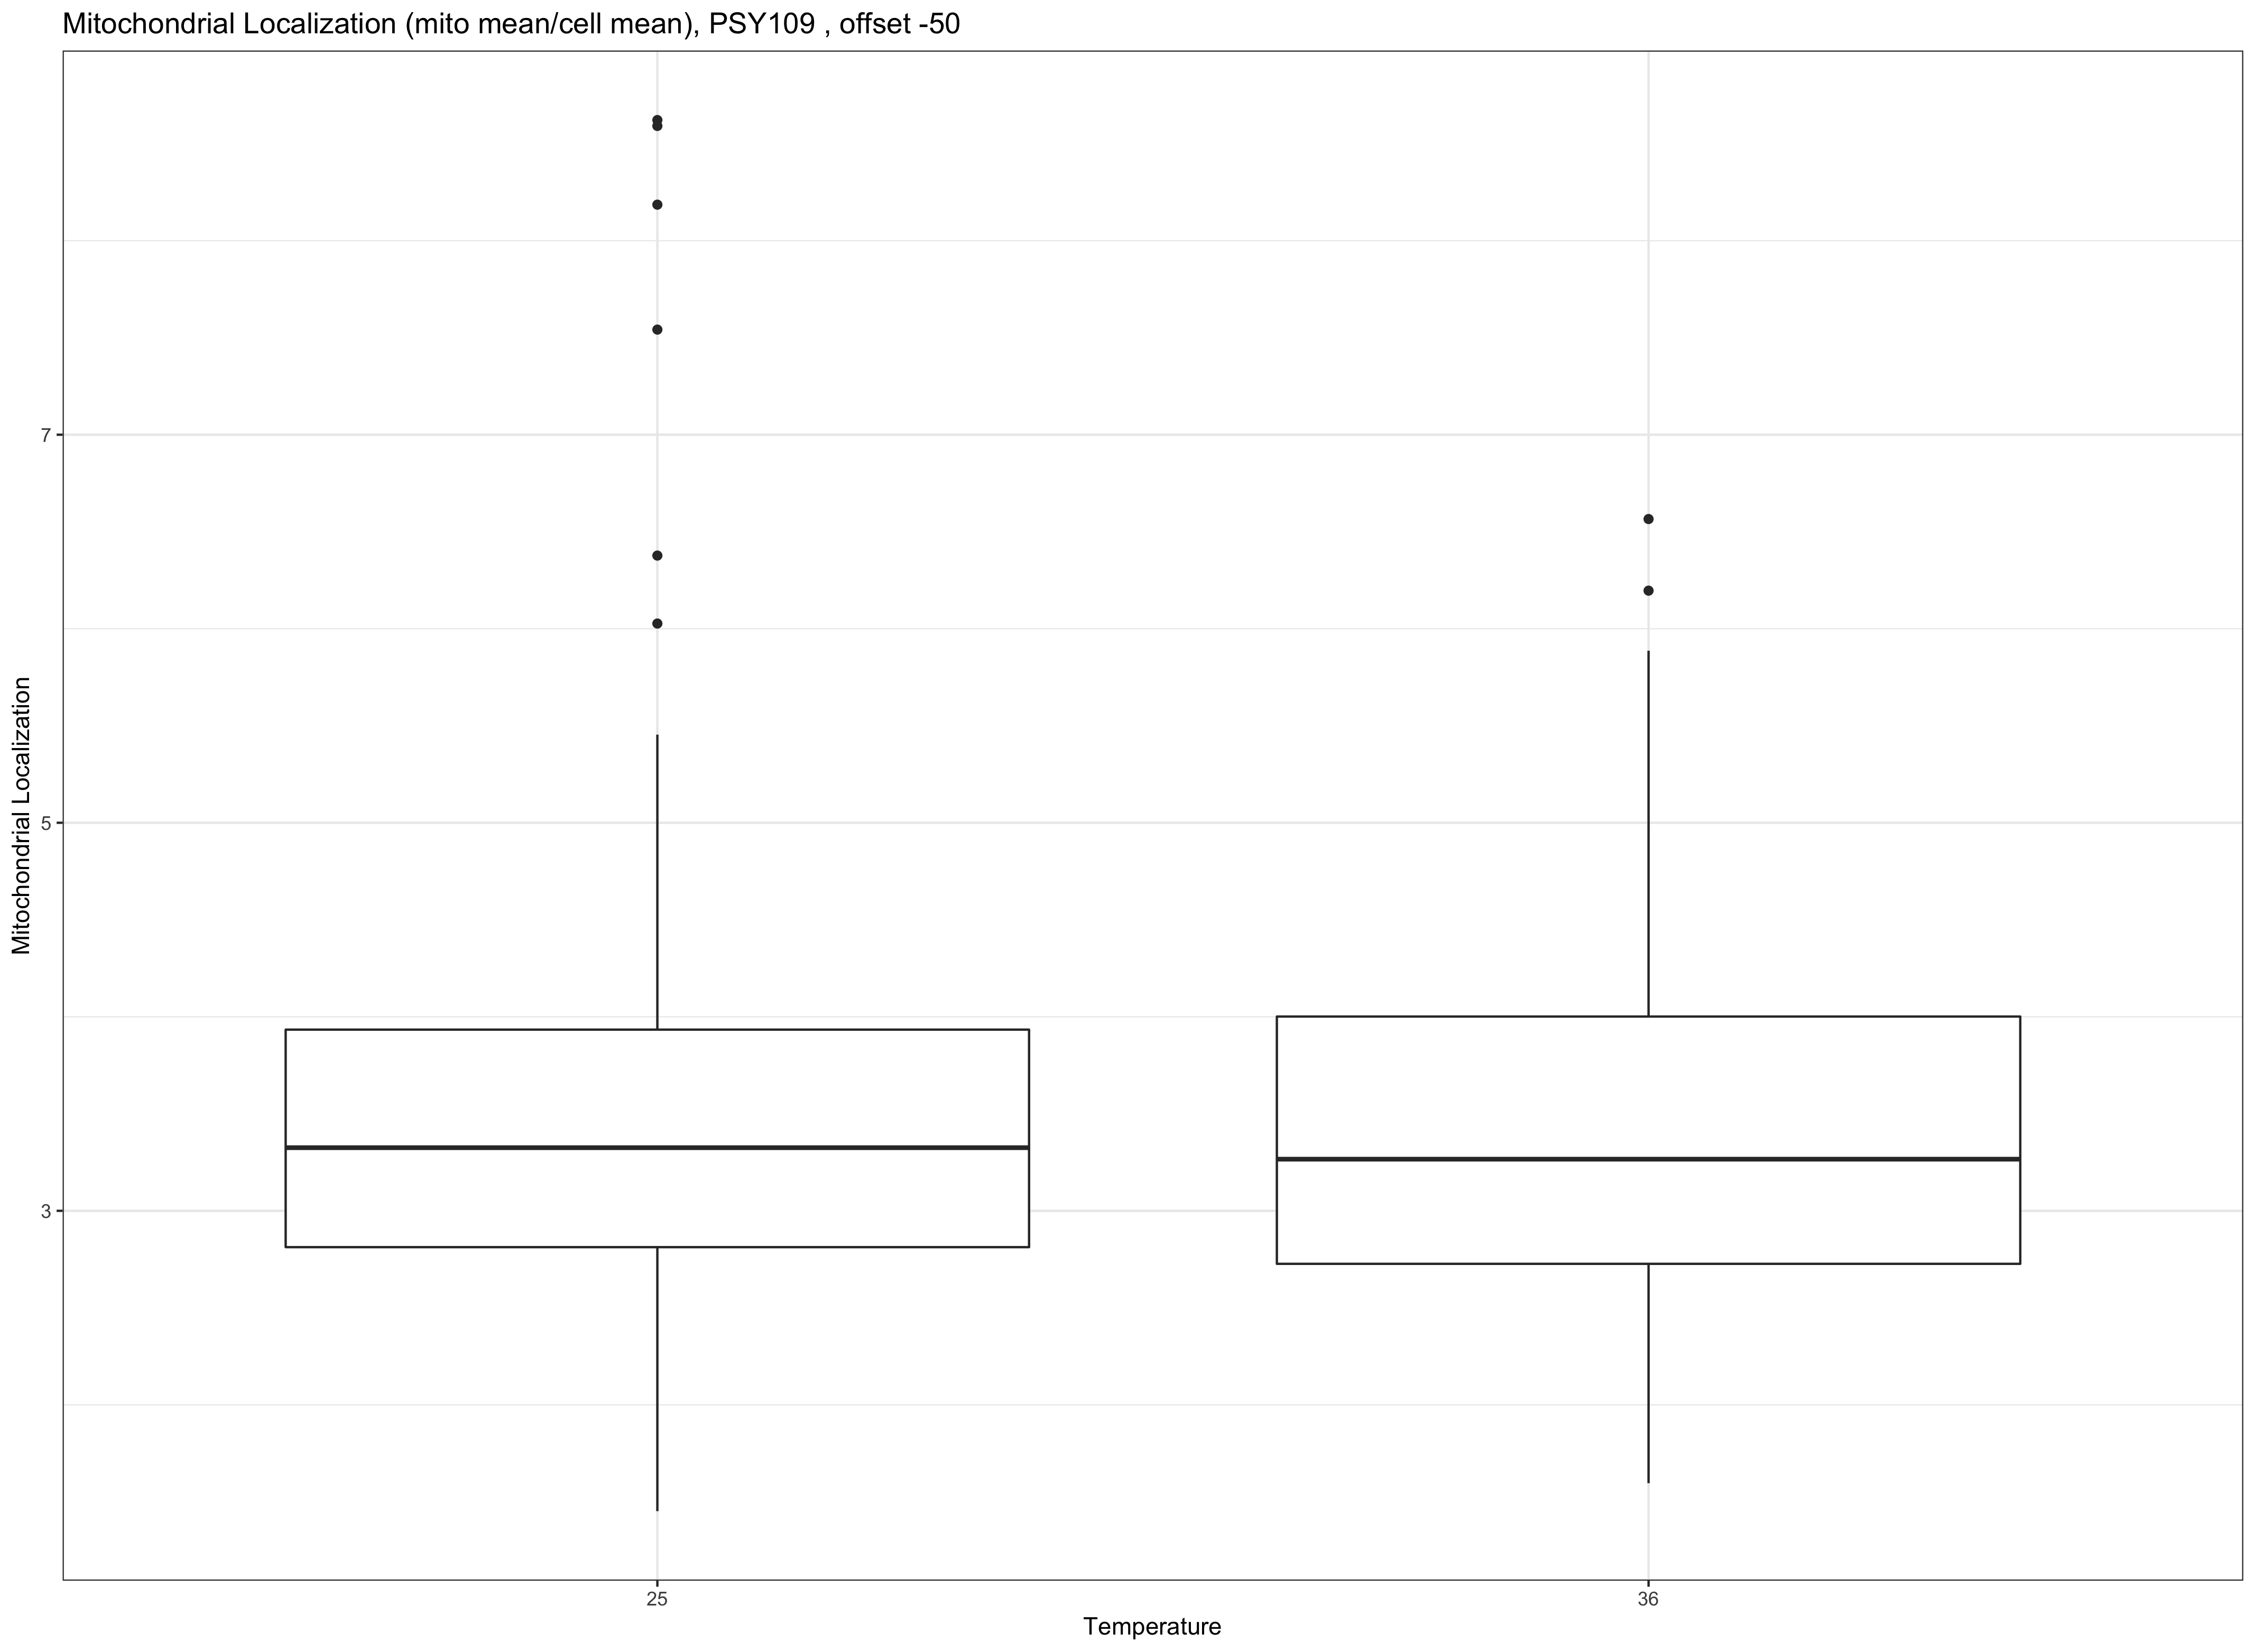 Mitochondrial Localization (mito mean/cell mean), PSY109 , offset -50
Mitochondrial Localization
7
5
3
25
36
Temperature